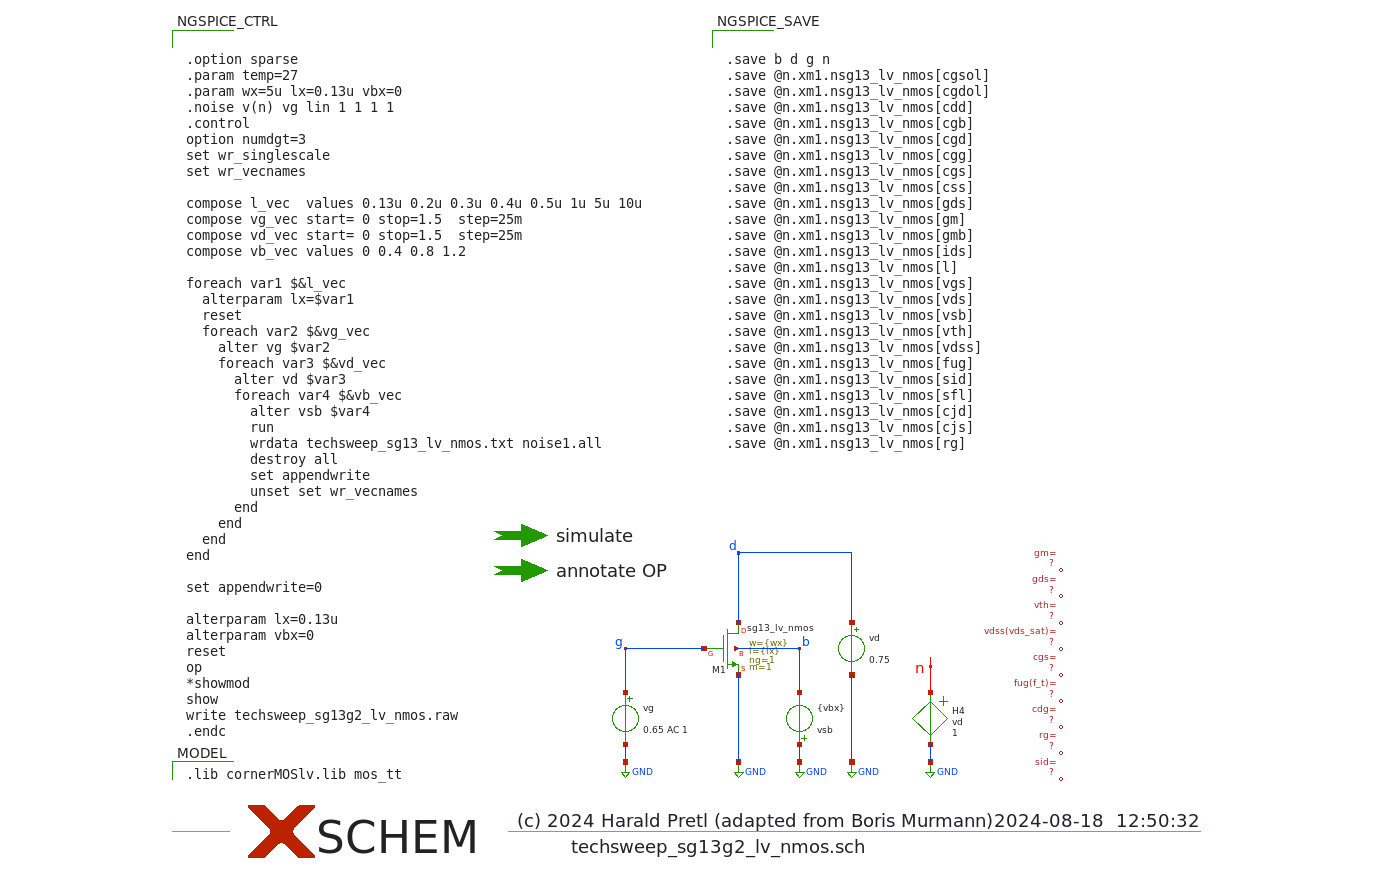 NGSPICE_CTRL
.option sparse
.param temp=27
.param wx=5u lx=0.13u vbx=0
.noise v(n) vg lin 1 1 1 1
.control
option numdgt=3
set wr_singlescale
set wr_vecnames
compose l_vec  values 0.13u 0.2u 0.3u 0.4u 0.5u 1u 5u 10u
compose vg_vec start= 0 stop=1.5  step=25m
compose vd_vec start= 0 stop=1.5  step=25m
compose vb_vec values 0 0.4 0.8 1.2
foreach var1 $&l_vec
alterparam lx=$var1
reset
foreach var2 $&vg_vec
alter vg $var2
foreach var3 $&vd_vec
alter vd $var3
foreach var4 $&vb_vec
alter vsb $var4
run
wrdata techsweep_sg13_lv_nmos.txt noise1.all
destroy all
set appendwrite
unset set wr_vecnames
end
end
end
end
set appendwrite=0
alterparam lx=0.13u
alterparam vbx=0
reset
op
*showmod
show
write techsweep_sg13g2_lv_nmos.raw
.endc
MODEL
.lib cornerMOSlv.lib mos_tt
NGSPICE_SAVE
.save b d g n
.save @n.xm1.nsg13_lv_nmos[cgsol]
.save @n.xm1.nsg13_lv_nmos[cgdol]
.save @n.xm1.nsg13_lv_nmos[cdd]
.save @n.xm1.nsg13_lv_nmos[cgb]
.save @n.xm1.nsg13_lv_nmos[cgd]
.save @n.xm1.nsg13_lv_nmos[cgg]
.save @n.xm1.nsg13_lv_nmos[cgs]
.save @n.xm1.nsg13_lv_nmos[css]
.save @n.xm1.nsg13_lv_nmos[gds]
.save @n.xm1.nsg13_lv_nmos[gm]
.save @n.xm1.nsg13_lv_nmos[gmb]
.save @n.xm1.nsg13_lv_nmos[ids]
.save @n.xm1.nsg13_lv_nmos[l]
.save @n.xm1.nsg13_lv_nmos[vgs]
.save @n.xm1.nsg13_lv_nmos[vds]
.save @n.xm1.nsg13_lv_nmos[vsb]
.save @n.xm1.nsg13_lv_nmos[vth]
.save @n.xm1.nsg13_lv_nmos[vdss]
.save @n.xm1.nsg13_lv_nmos[fug]
.save @n.xm1.nsg13_lv_nmos[sid]
.save @n.xm1.nsg13_lv_nmos[sfl]
.save @n.xm1.nsg13_lv_nmos[cjd]
.save @n.xm1.nsg13_lv_nmos[cjs]
.save @n.xm1.nsg13_lv_nmos[rg]
simulate
annotate OP
d
g
G
D
B
S
M1
sg13_lv_nmos
w={wx}
l={lx}
ng=1
m=1
b
vd
0.75
vg
0.65 AC 1
{vbx}
vsb
n
H4
vd
1
GND
GND
GND
GND
GND
gm=
?
gds=
?
vth=
?
vdss(vds_sat)=
?
cgs=
?
fug(f_t)=
?
cdg=
?
rg=
?
sid=
?
XSCHEM
(c) 2024 Harald Pretl (adapted from Boris Murmann)2024-08-18  12:50:32
techsweep_sg13g2_lv_nmos.sch